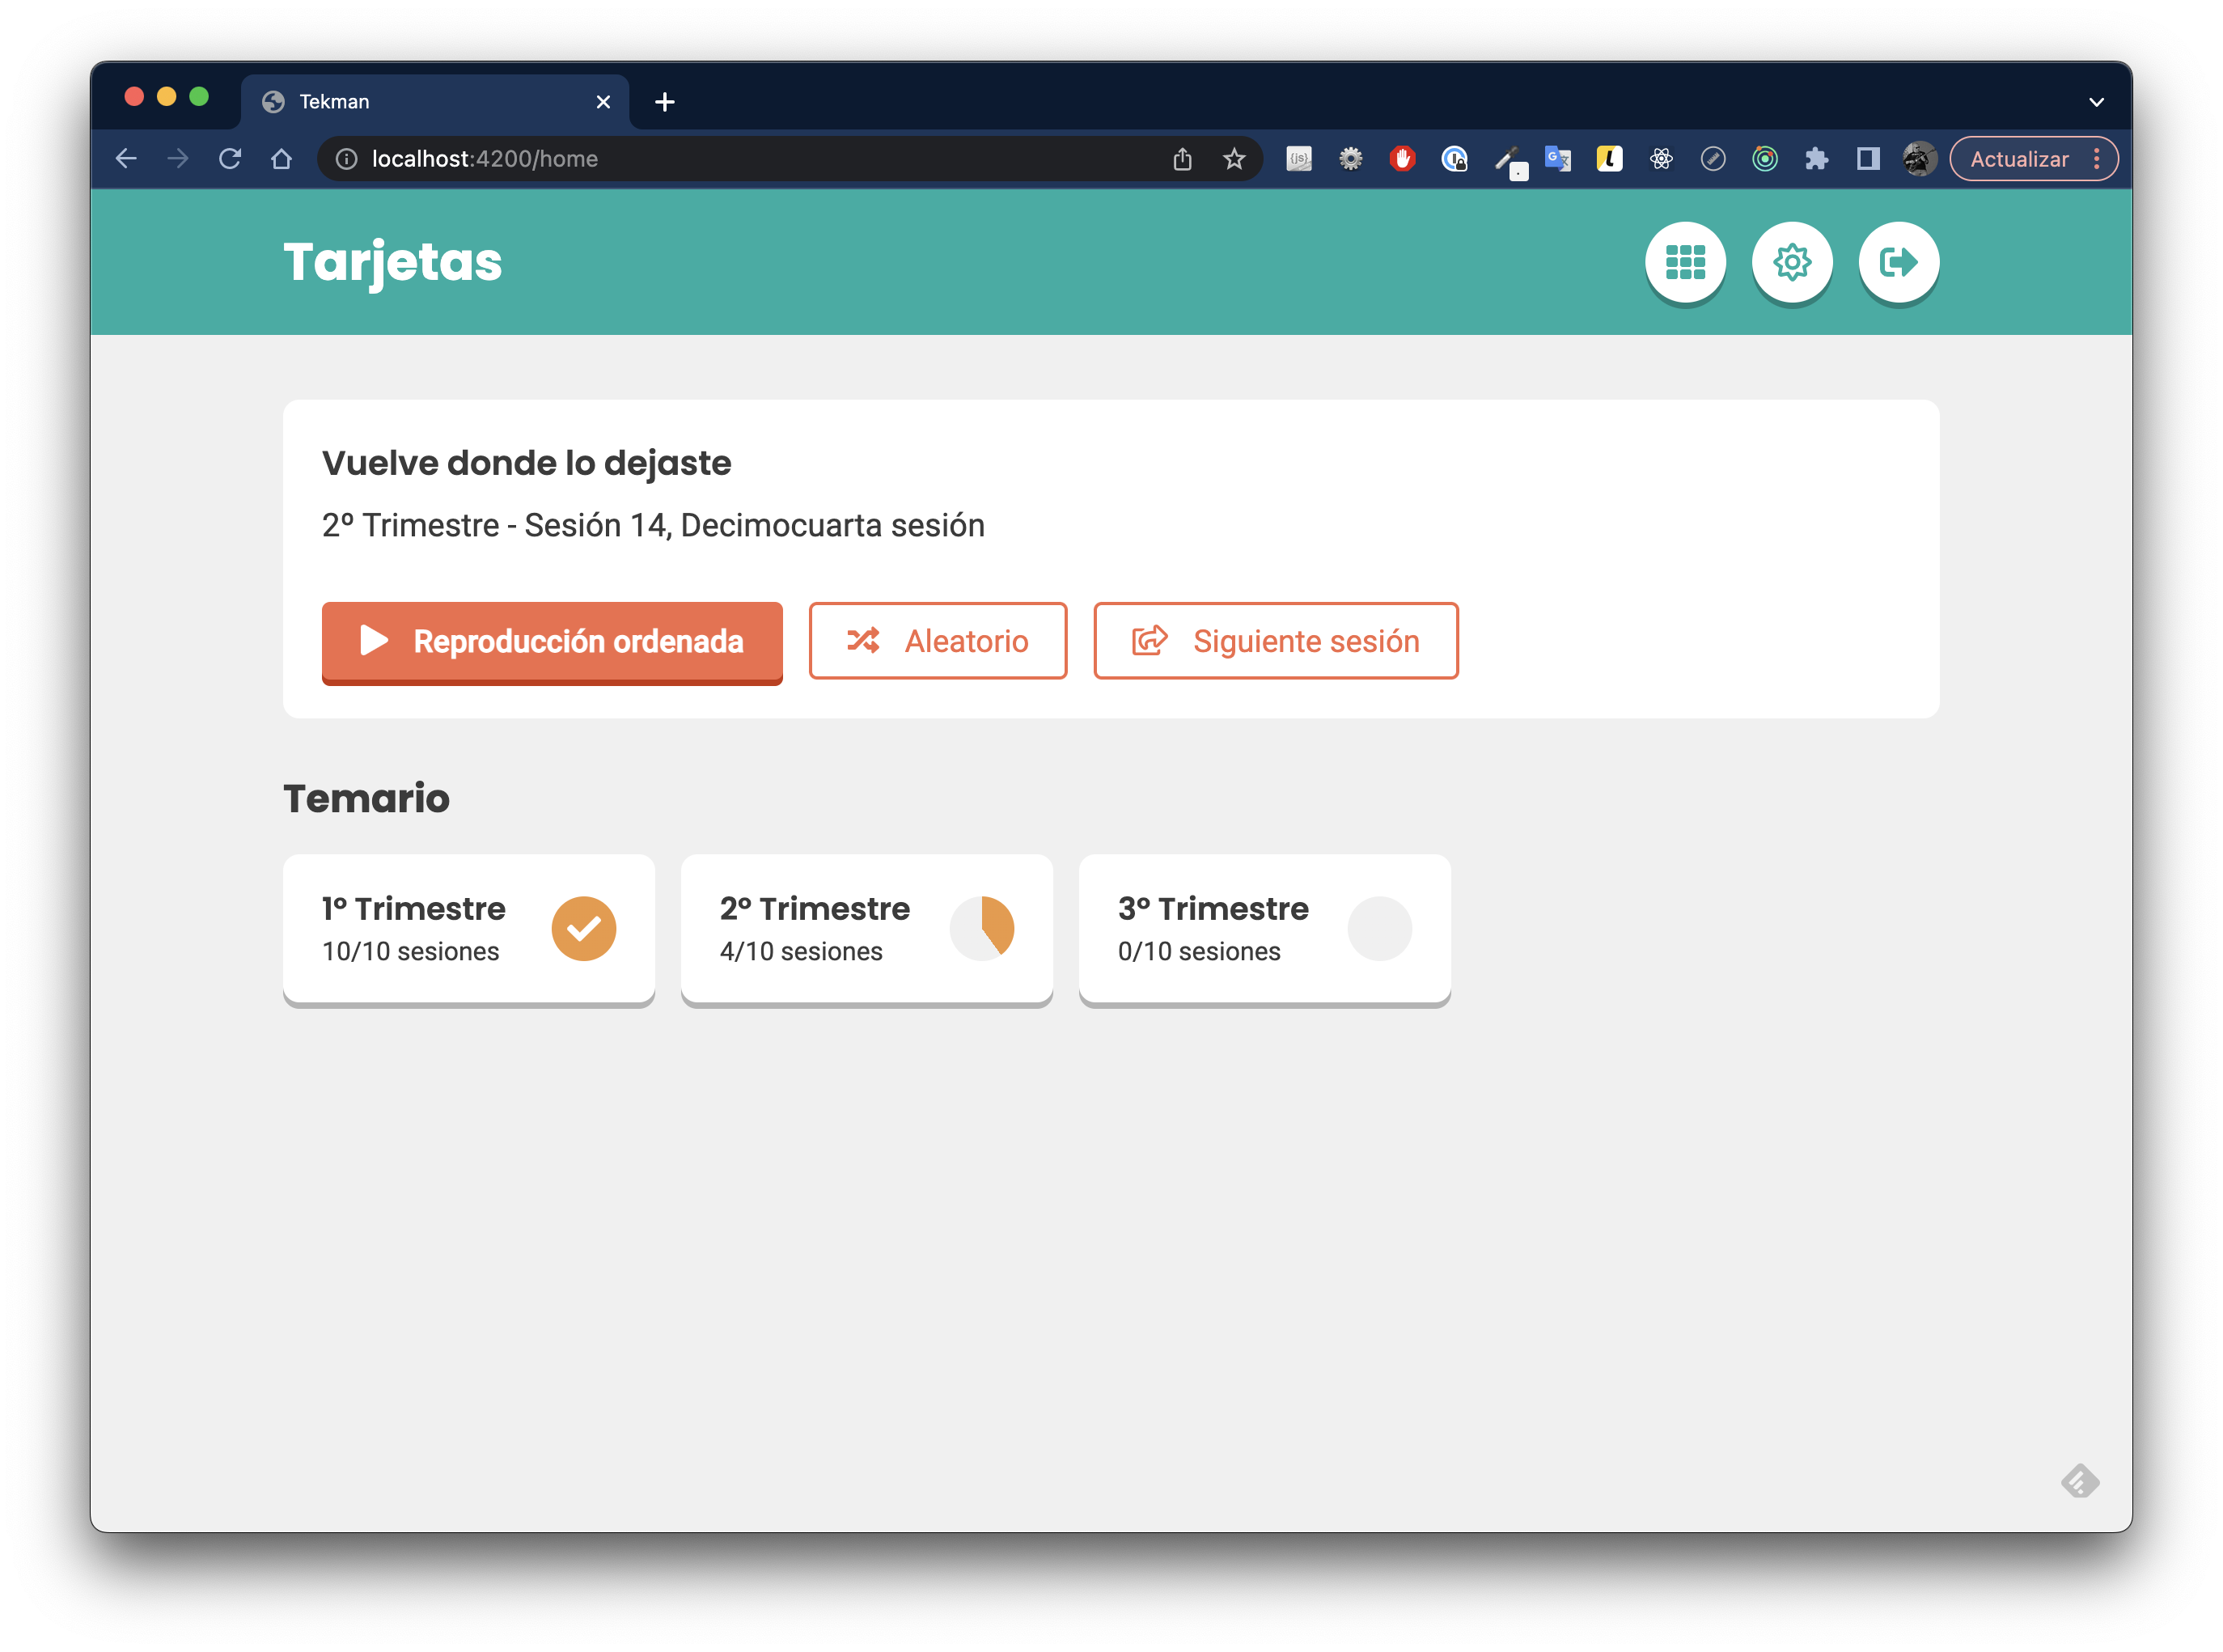 Tekman
localhost:4200/home
Actualizar
Tarjetas
Vuelve donde lo dejaste
2º Trimestre - Sesión 14, Decimocuarta sesión
Reproducción ordenada
Aleatorio
Siguiente sesión
Temario
1º Trimestre
10/10 sesiones
2º Trimestre
4/10 sesiones
3º Trimestre
0/10 sesiones